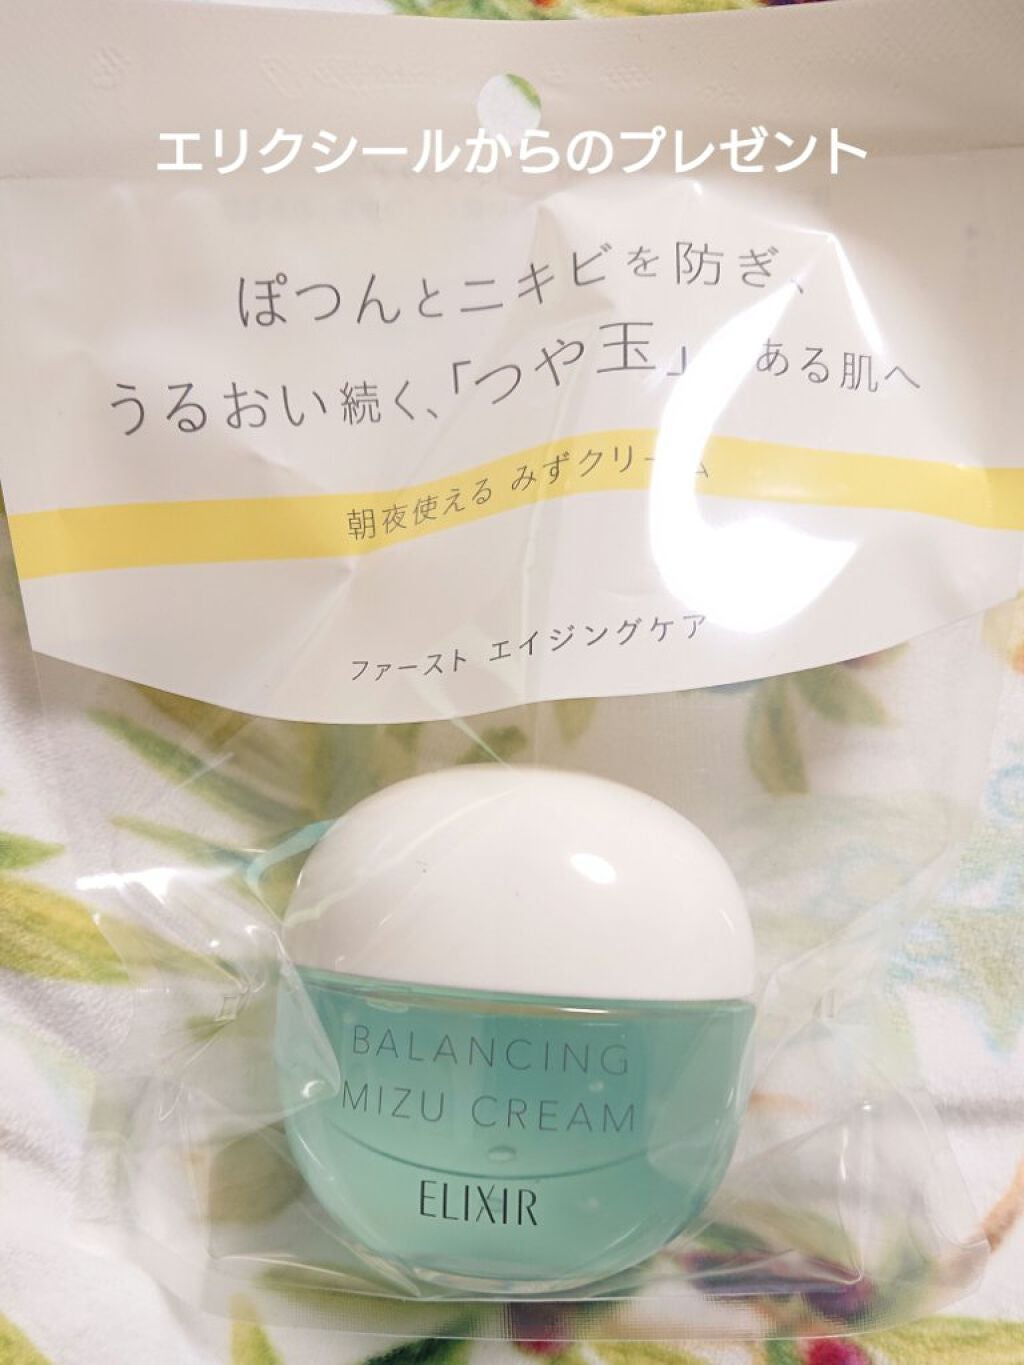 エリクシールからのプレゼント
ぽつんとニキビを防ぎ、
うるおい続く、「つや玉」 ある肌へ
朝夜使える みずクリーム
ファースト エイジングケア
BALANCING
MIZU CREAM
ELIXIR